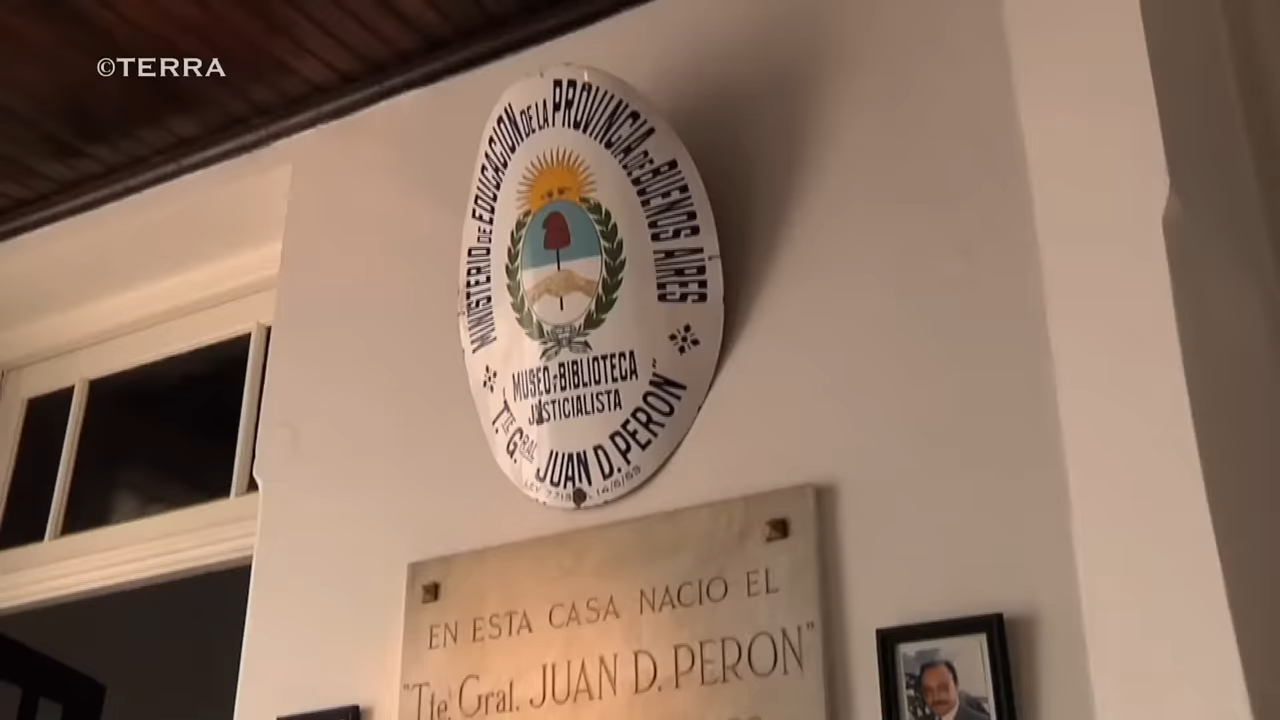 ©TERRA
MINISTERIO DE EDUCACION DE LA PROVINCIA DE BUENOS AIRES
MUSEO Y BIBLIOTECA
JUSTICIALISTA
"Tte Gral. JUAN D. PERON"
EN ESTA CASA NACIO EL
"Tte. Gral. JUAN D. PERON"